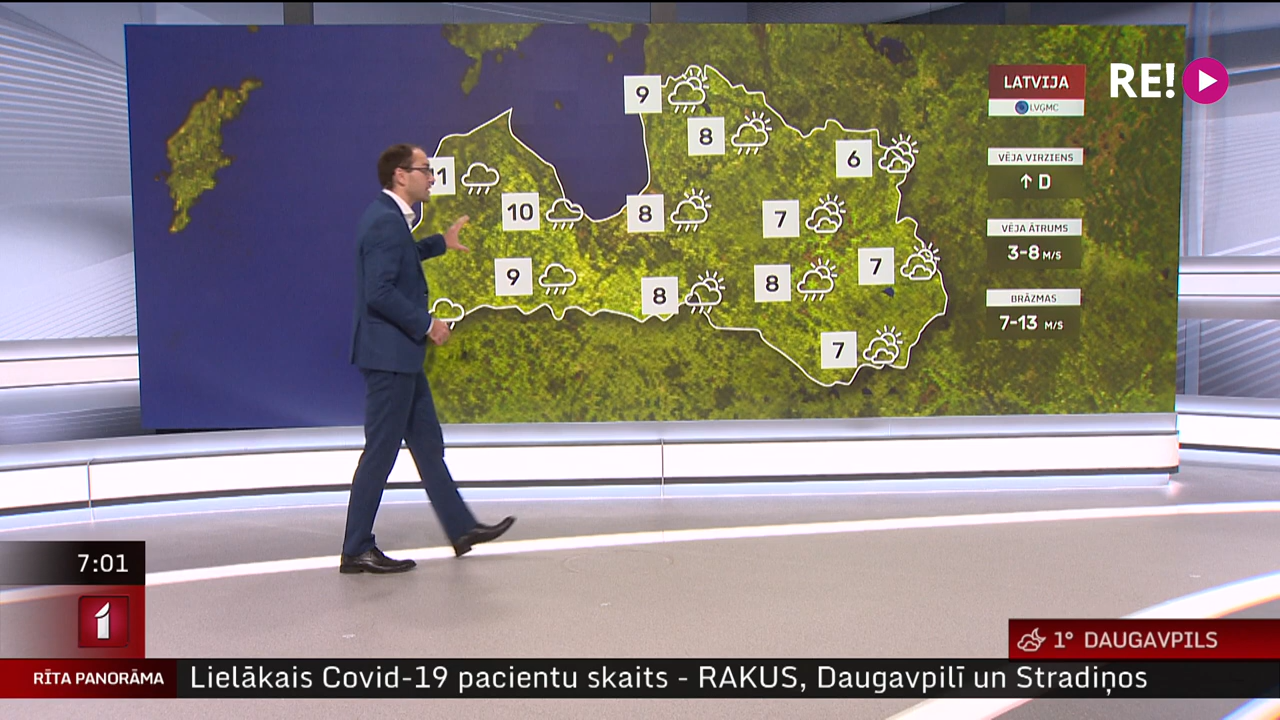 LATVIJA
LVĢMC
RE!
9
8
6
10
8
7
9
8
8
7
7
VĒJA VIRZIENS
↑ D
VĒJA ĀTRUMS
3-8 M/S
BRĀZMAS
7-13 M/S
7:01
1
1° DAUGAVPILS
RĪTA PANORĀMA
Lielākais Covid-19 pacientu skaits - RAKUS, Daugavpilī un Stradiņos